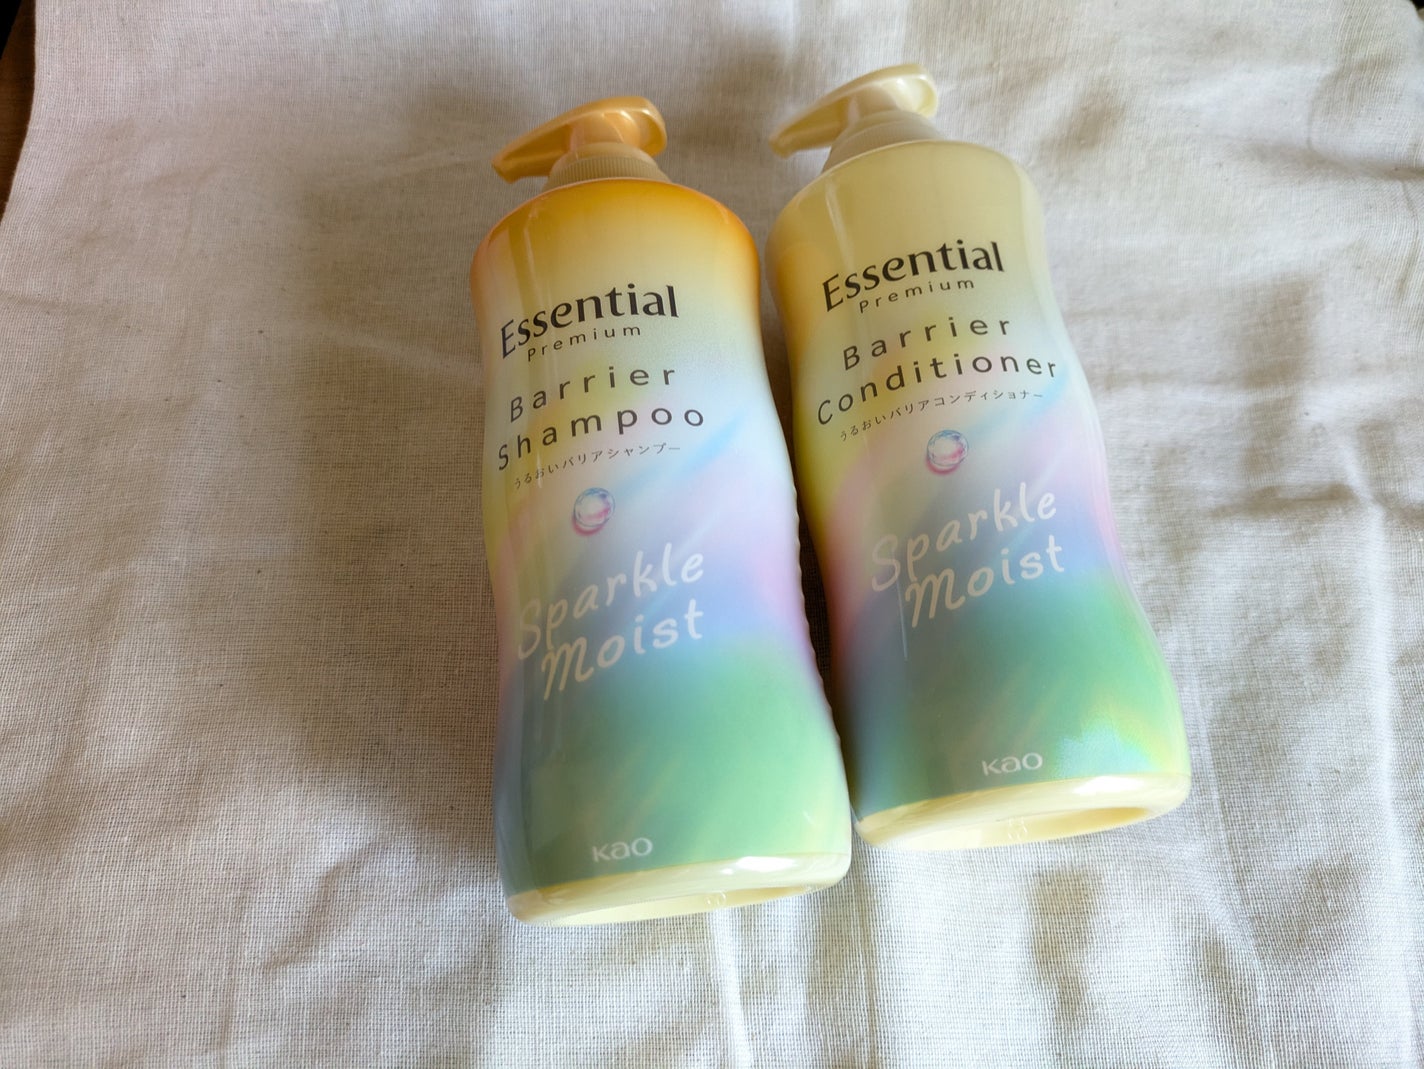 Essential
Premium
Barrier
Shampoo
うるおいバリアシャンプー
Sparkle
Moist
Kao
Essential
Premium
Barrier
Conditioner
うるおいバリアコンディショナー
Sparkle
Moist
Kao